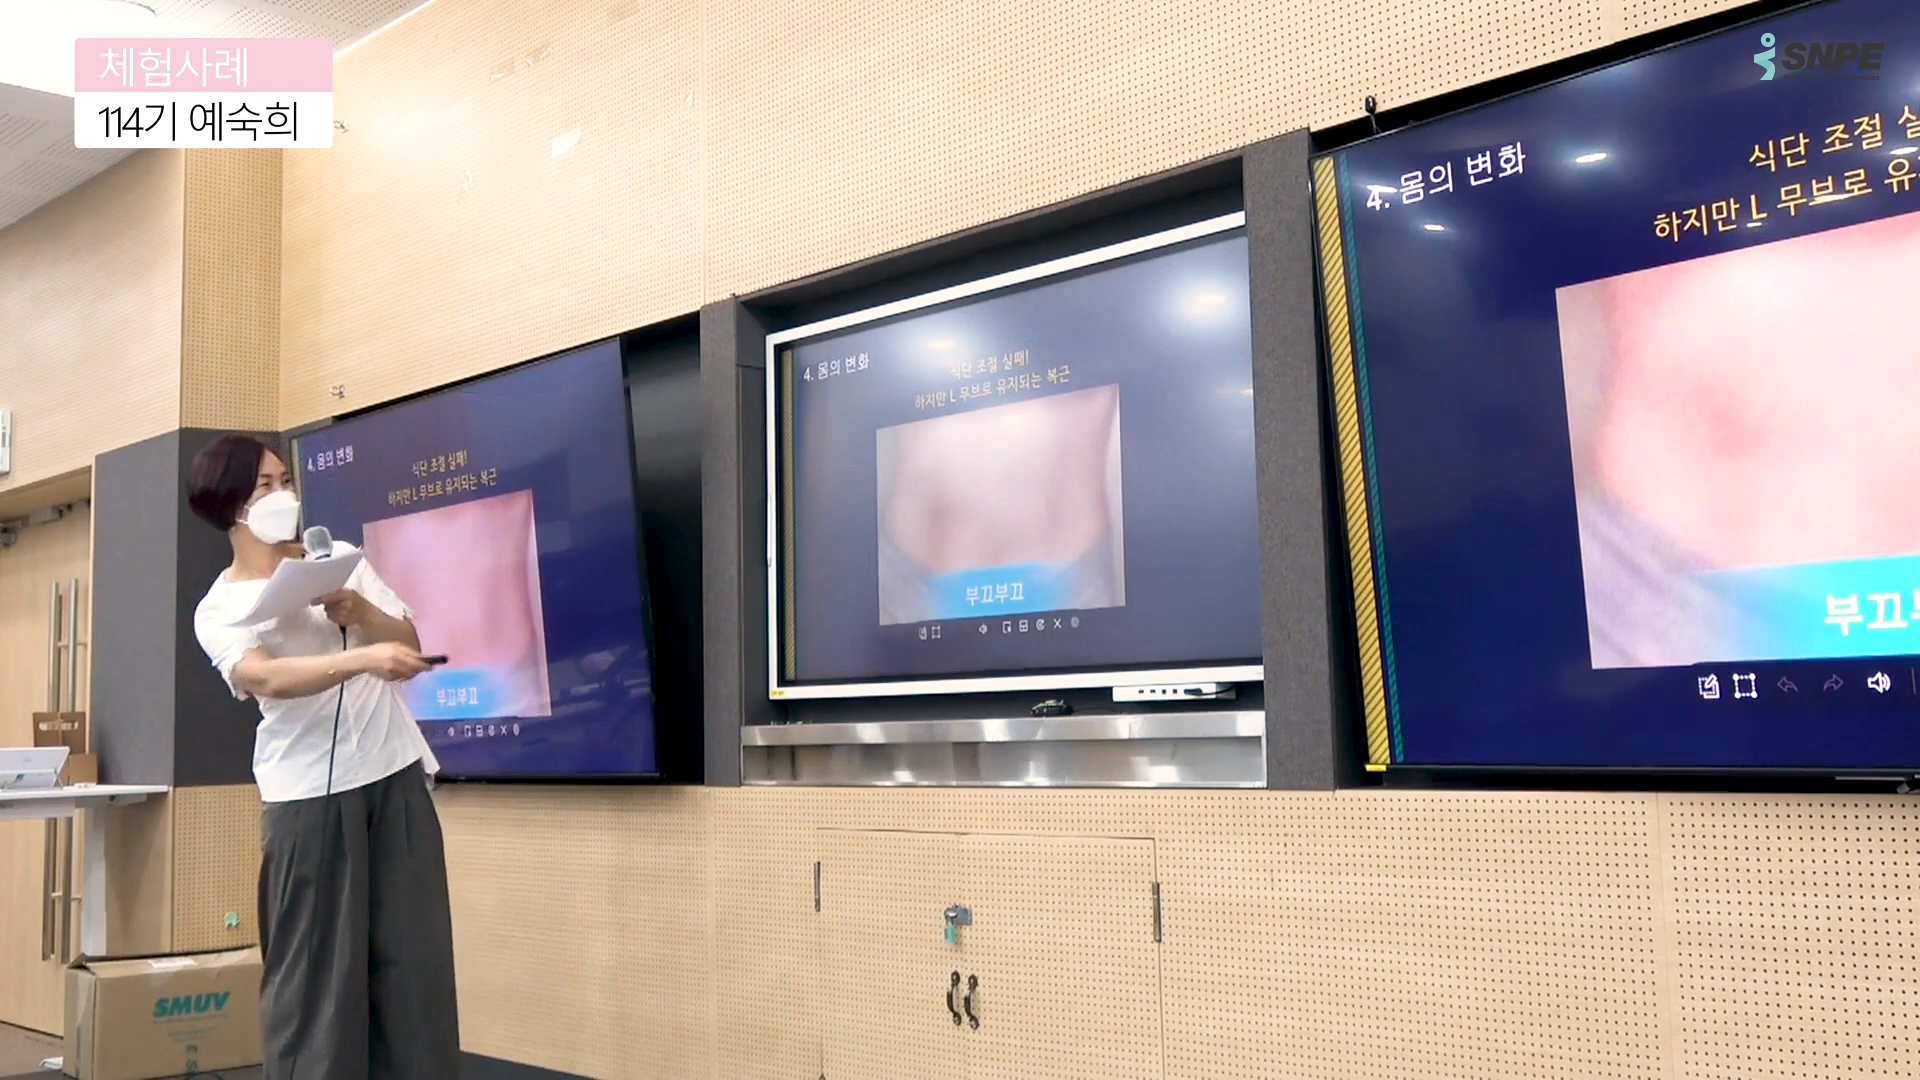 체험사례
114기 예숙희
SNPE
4. 몸의 변화
식단 조절 실패!
하지만 L 무브로 유지되는 복근
부끄부끄
4. 몸의 변화
식단 조절 실패!
하지만 L 무브로 유지되는 복근
부끄부끄
4. 몸의 변화
식단 조절
하지만 L 무브로
부끄
SMUV